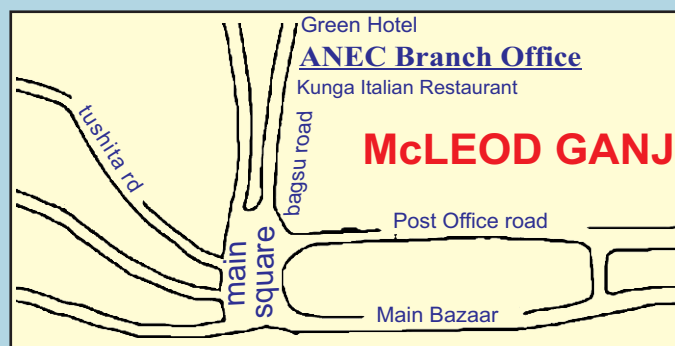 Green Hotel
ANEC Branch Office
Kunga Italian Restaurant
tushita rd
bagsu road
McLEOD GANJ
Post Office road
main
square
Main Bazaar